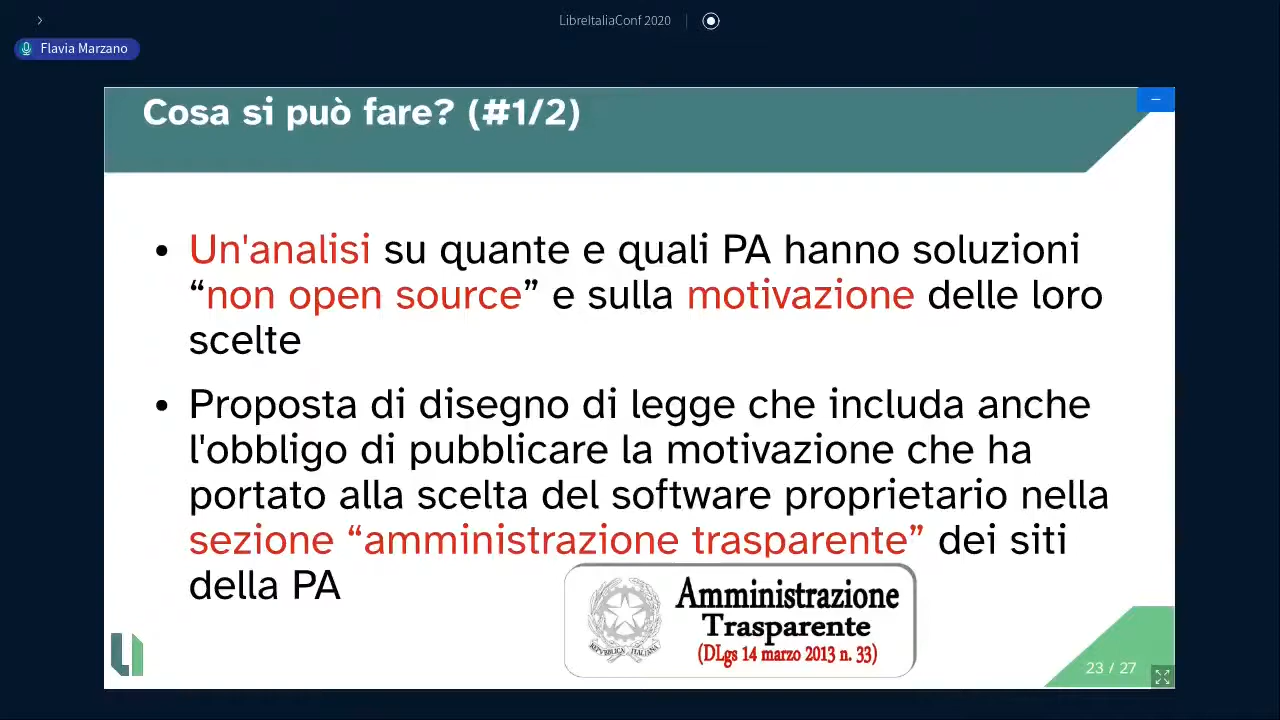 LibreItaliaConf 2020
Flavia Marzano
Cosa si può fare? (#1/2)
• Un'analisi su quante e quali PA hanno soluzioni
“non open source” e sulla motivazione delle loro
scelte
• Proposta di disegno di legge che includa anche
l'obbligo di pubblicare la motivazione che ha
portato alla scelta del software proprietario nella
sezione “amministrazione trasparente” dei siti
della PA
REPVBBLICA ITALIANA
Amministrazione
Trasparente
(DLgs 14 marzo 2013 n. 33)
23 / 27